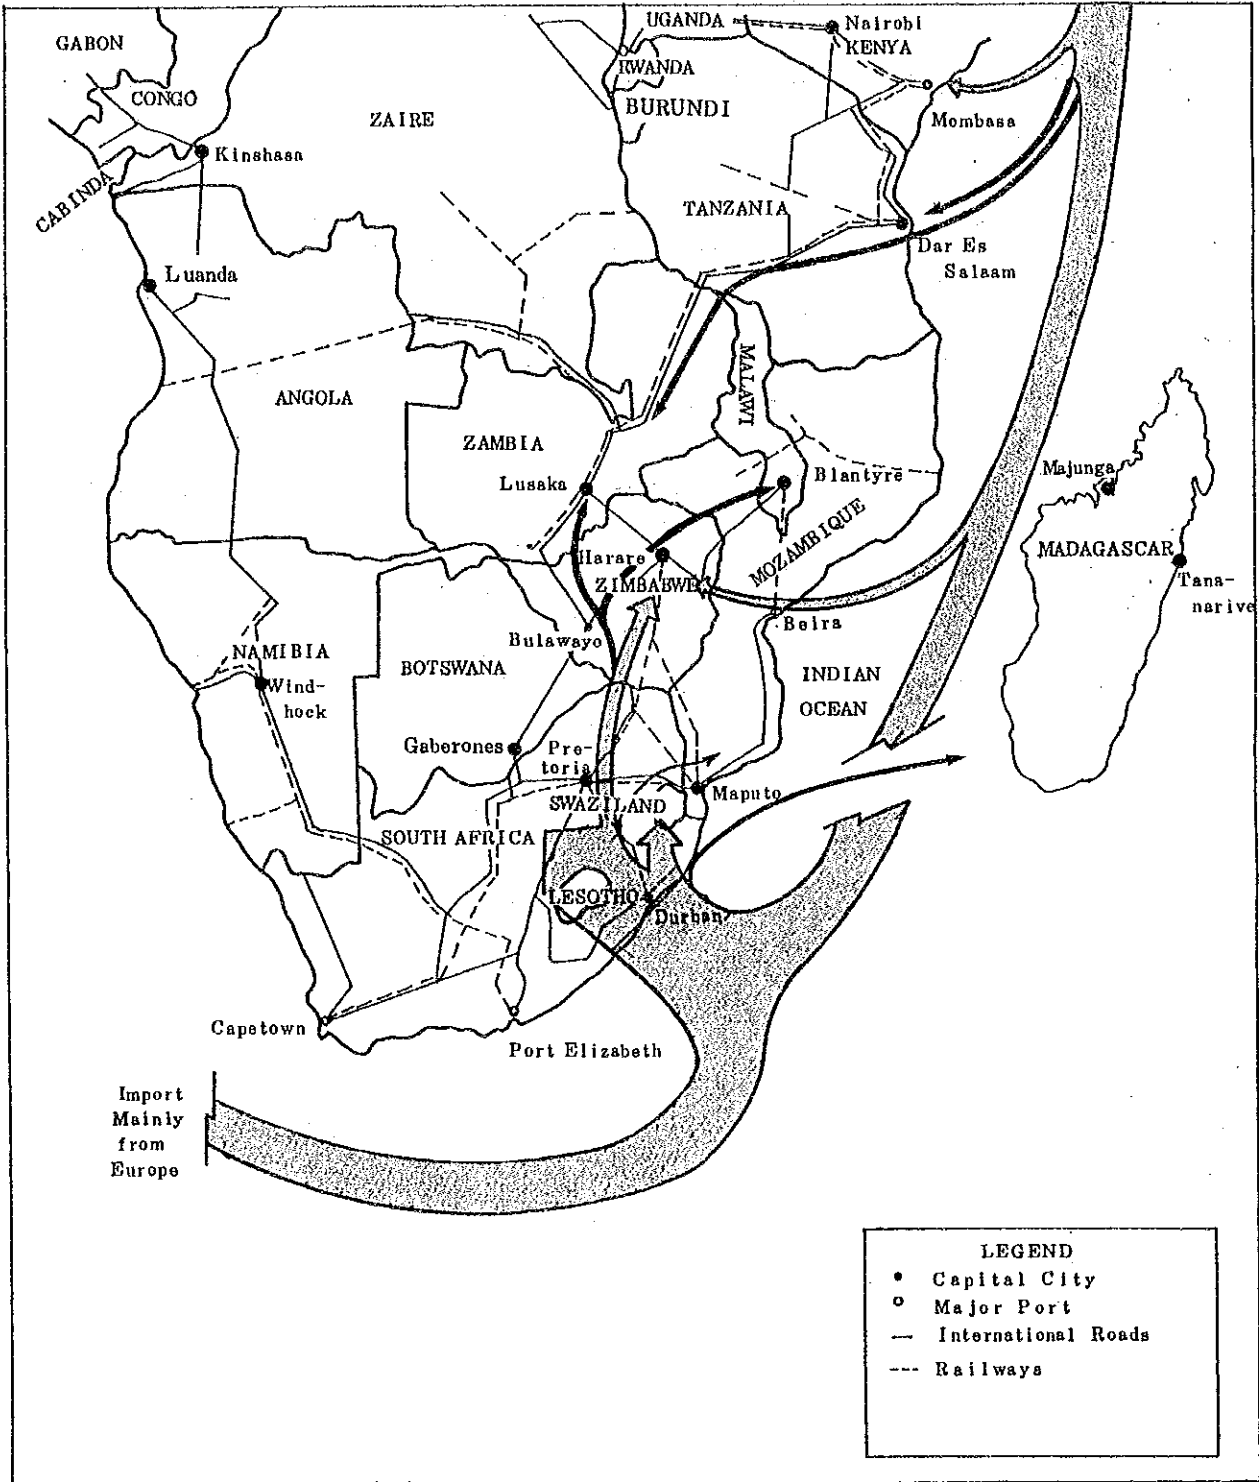 GABON
UGANDA
Nairobi
KENYA
RWANDA
CONGO
BURUNDI
ZAIRE
Mombasa
Kinshasa
CABINDA
TANZANIA
Dar Es
Salaam
Luanda
MALAWI
ANGOLA
ZAMBIA
Lusaka
Blantyre
Majunga
MOZAMBIQUE
MADAGASCAR
Harare
ZIMBABWE
Tana-
narive
Beira
Bulawayo
NAMIBIA
BOTSWANA
INDIAN
OCEAN
Wind-
hock
Gaberones
Pre-
toria
Maputo
SWAZILAND
SOUTH AFRICA
LESOTHO
Durban
Capetown
Port Elizabeth
Import
Mainly
from
Europe
LEGEND
Capital City
Major Port
International Roads
Railways